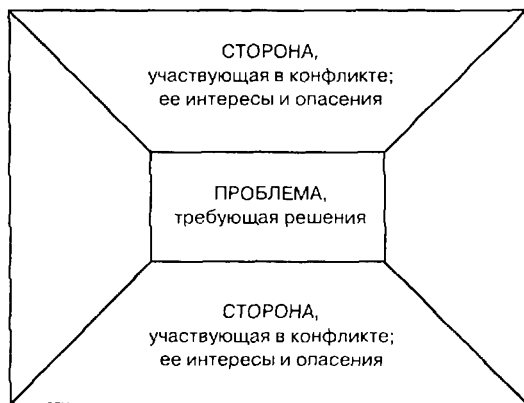 СТОРОНА,
участвующая в конфликте;
ее интересы и опасения
ПРОБЛЕМА,
требующая решения
СТОРОНА,
участвующая в конфликте;
ее интересы и опасения